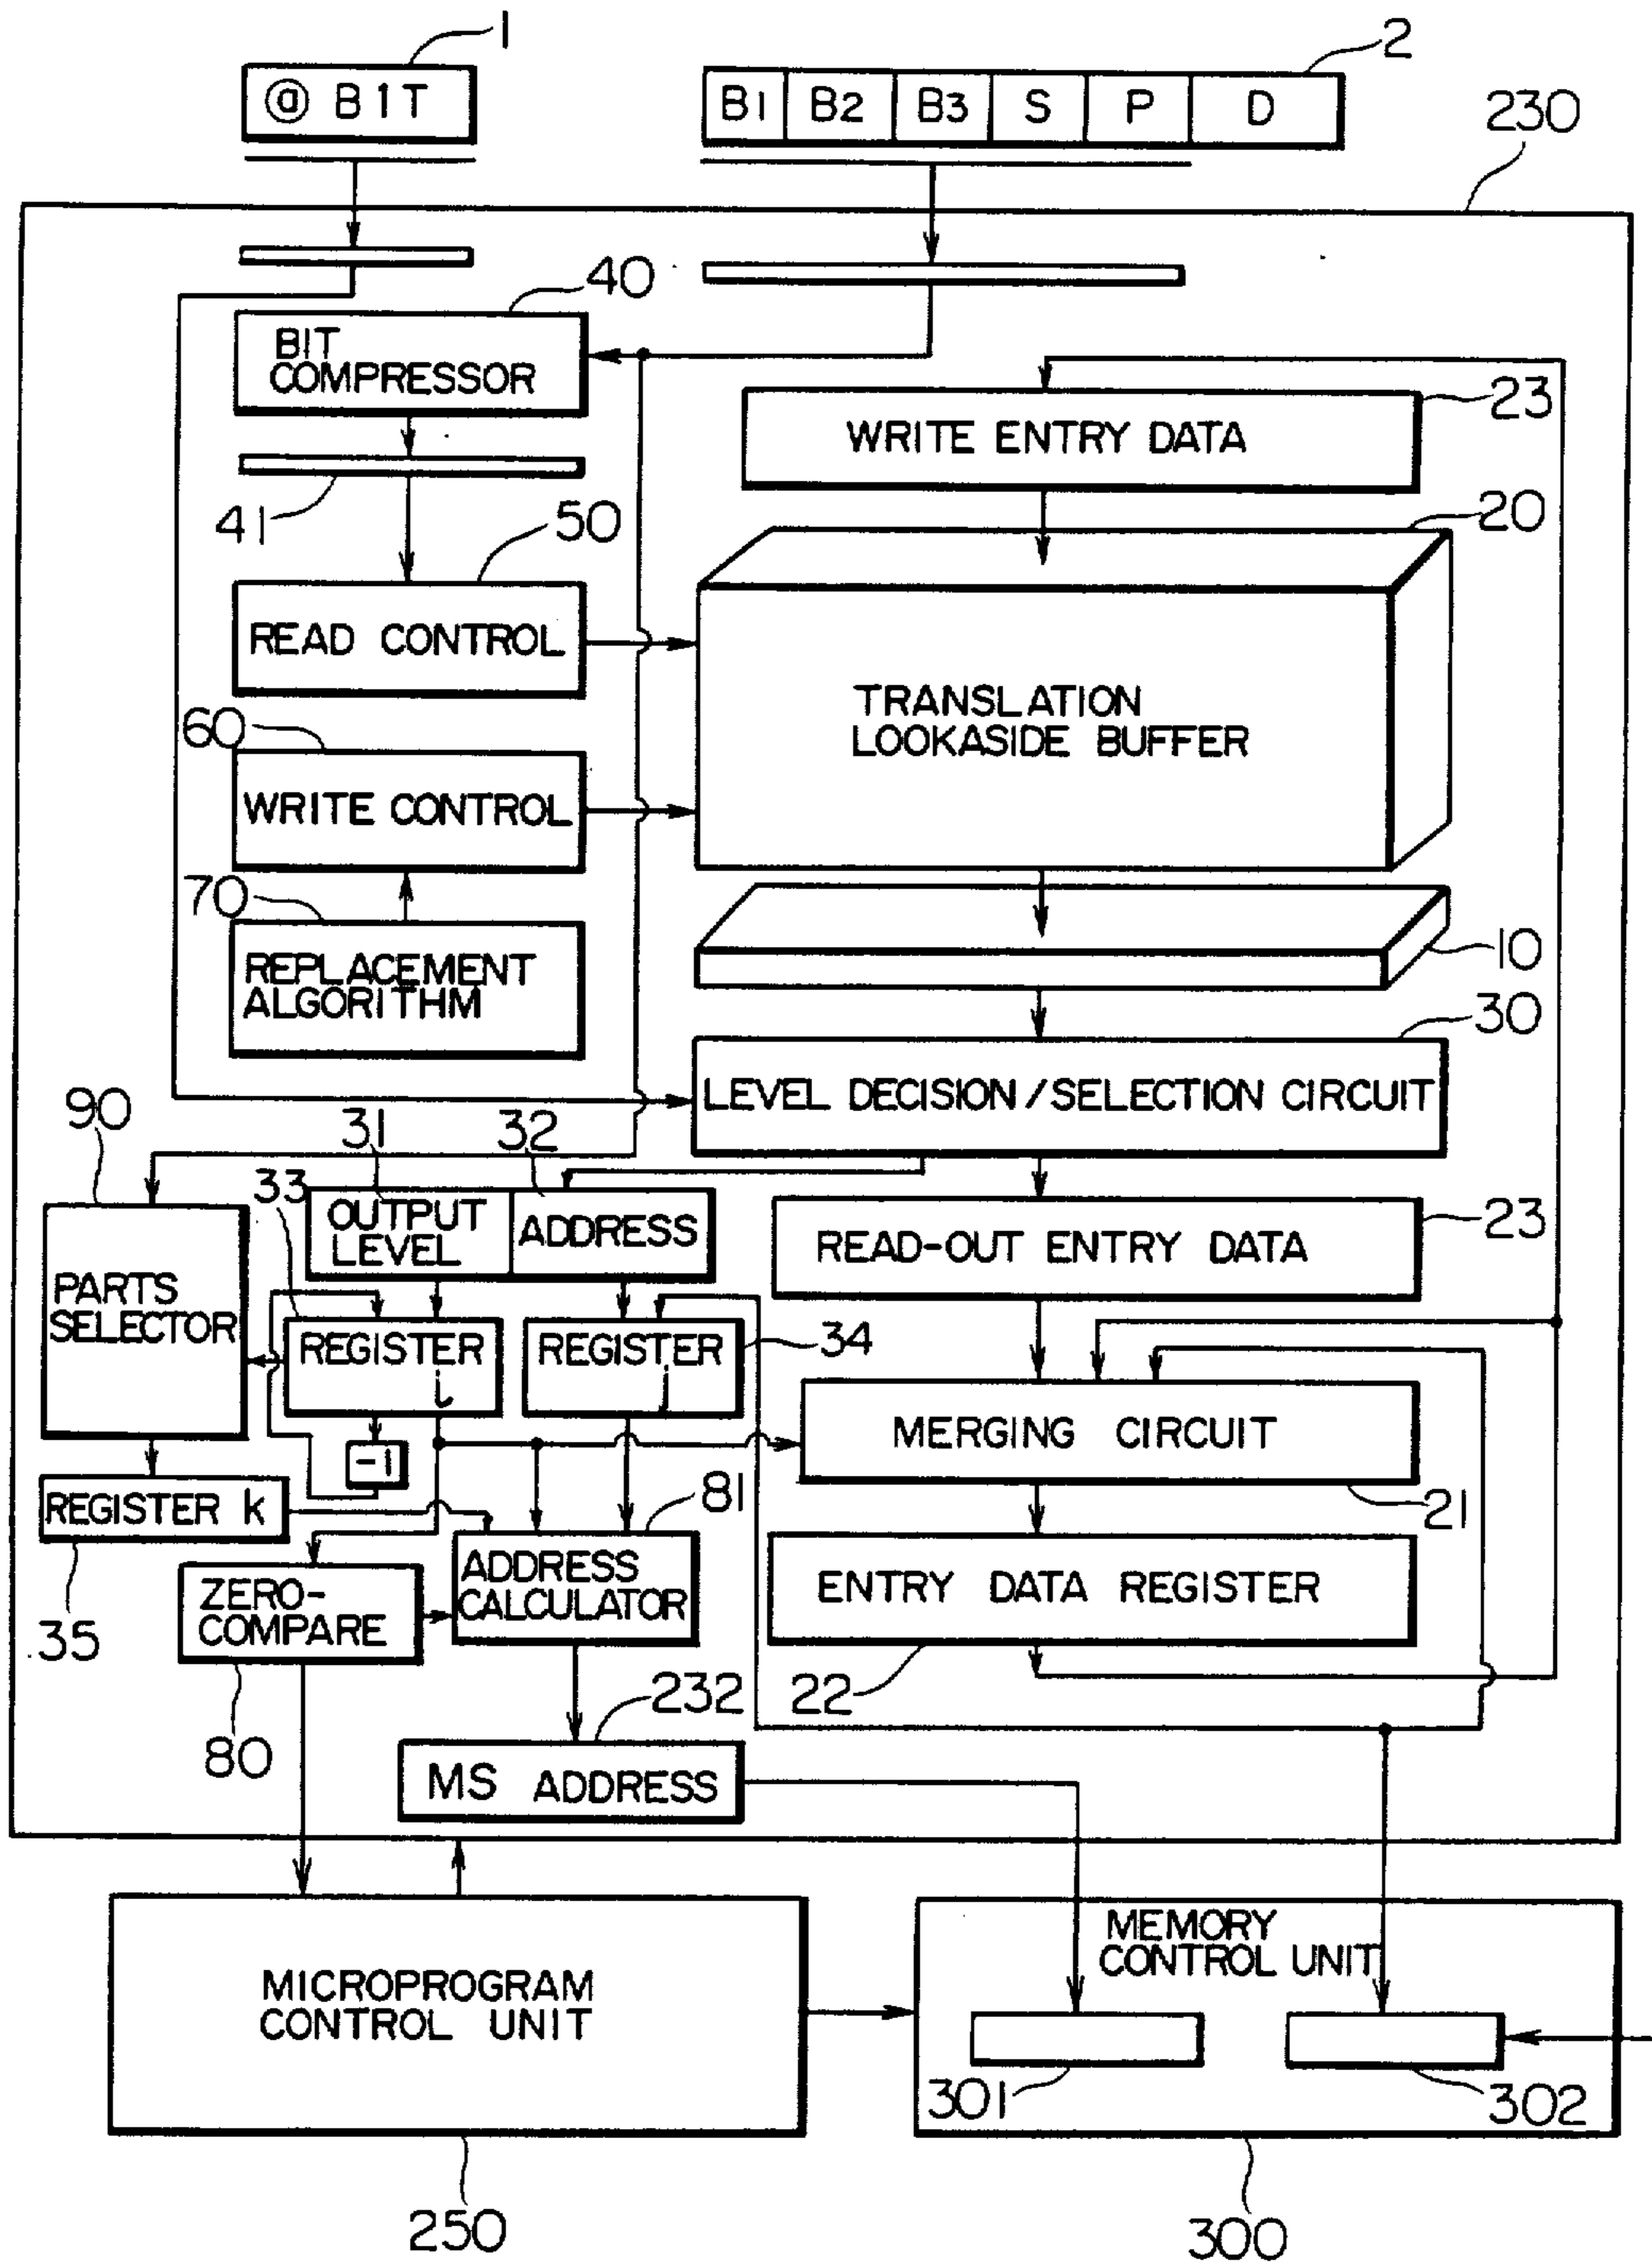 1
2
ⓐ BIT
B1 B2 B3 S P D
230
40
BIT
COMPRESSOR
23
WRITE ENTRY DATA
41
50
20
READ CONTROL
TRANSLATION
LOOKASIDE BUFFER
60
WRITE CONTROL
70
REPLACEMENT
ALGORITHM
10
30
LEVEL DECISION/SELECTION CIRCUIT
90
31
32
33
OUTPUT
LEVEL
ADDRESS
23
READ-OUT ENTRY DATA
PARTS
SELECTOR
REGISTER
i
REGISTER
j
34
MERGING CIRCUIT
-1
21
REGISTER k
81
35
ZERO-
COMPARE
ADDRESS
CALCULATOR
ENTRY DATA REGISTER
80
232
22
MS ADDRESS
MICROPROGRAM
CONTROL UNIT
MEMORY
CONTROL UNIT
301
302
250
300